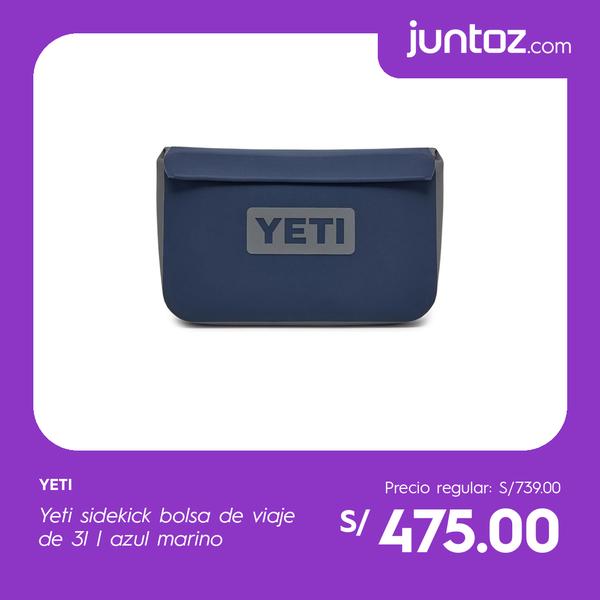 juntoz.com
YETI
YETI
Yeti sidekick bolsa de viaje
de 3l | azul marino
Precio regular: S/739.00
S/ 475.00